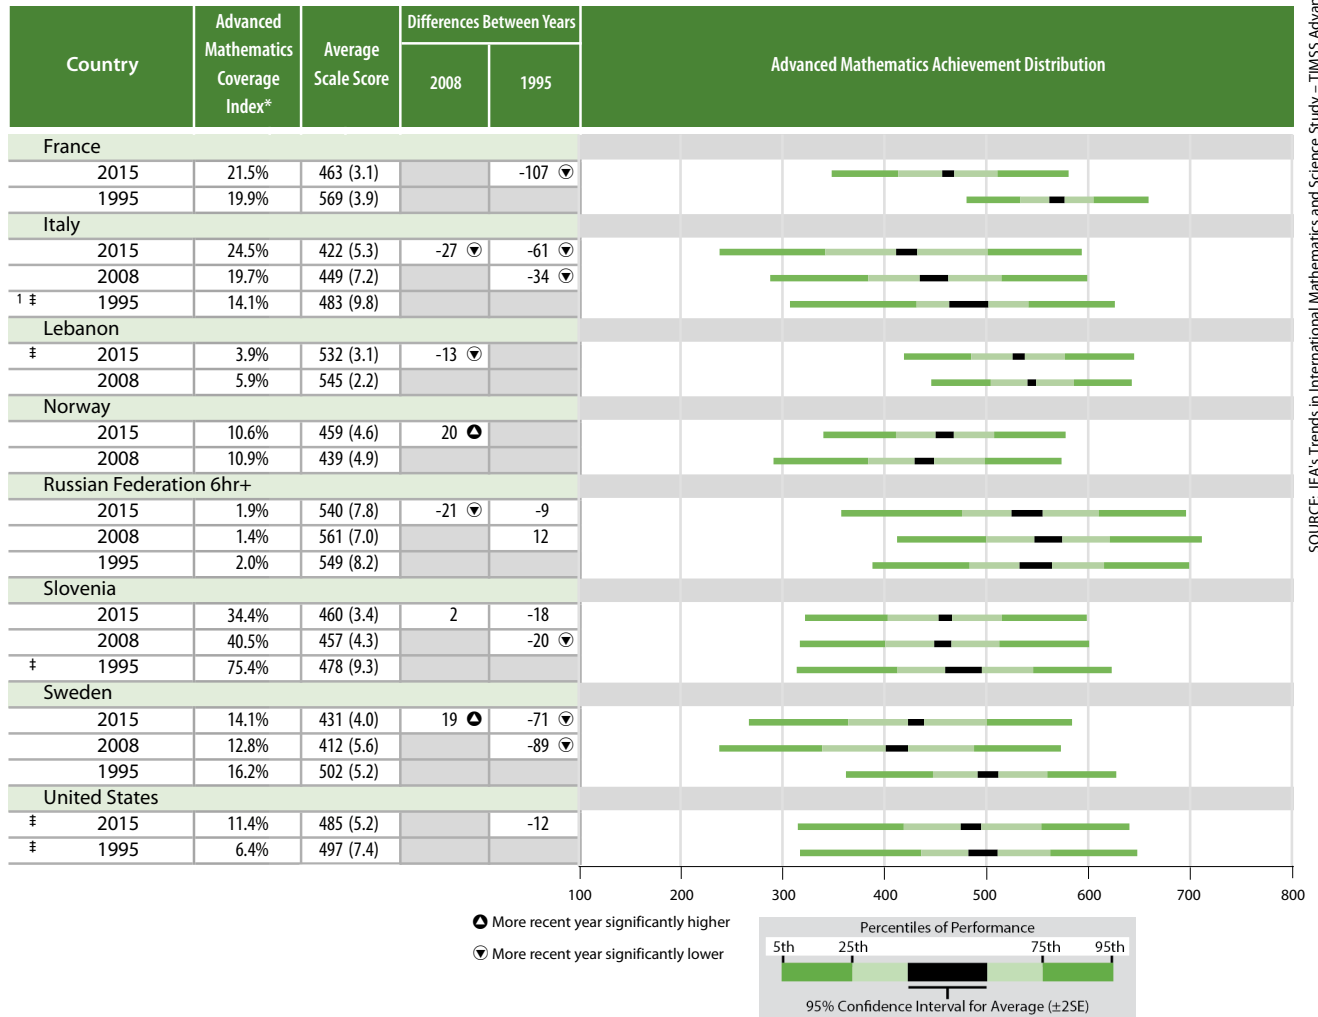 Country
Advanced Mathematics Coverage Index*
Average Scale Score
Differences Between Years
2008 1995
Advanced Mathematics Achievement Distribution
France
2015 21.5% 463 (3.1) -107
1995 19.9% 569 (3.9)
Italy
2015 24.5% 422 (5.3) -27 -61
2008 19.7% 449 (7.2) -34
1 ‡ 1995 14.1% 483 (9.8)
Lebanon
‡ 2015 3.9% 532 (3.1) -13
2008 5.9% 545 (2.2)
Norway
2015 10.6% 459 (4.6) 20
2008 10.9% 439 (4.9)
Russian Federation 6hr+
2015 1.9% 540 (7.8) -21 -9
2008 1.4% 561 (7.0) 12
1995 2.0% 549 (8.2)
Slovenia
2015 34.4% 460 (3.4) 2 -18
2008 40.5% 457 (4.3) -20
‡ 1995 75.4% 478 (9.3)
Sweden
2015 14.1% 431 (4.0) 19 -71
2008 12.8% 412 (5.6) -89
1995 16.2% 502 (5.2)
United States
‡ 2015 11.4% 485 (5.2) -12
‡ 1995 6.4% 497 (7.4)
100 200 300 400 500 600 700 800
More recent year significantly higher
More recent year significantly lower
Percentiles of Performance
5th 25th 75th 95th
95% Confidence Interval for Average (±2SE)
SOURCE: IEA's Trends in International Mathematics and Science Study – TIMSS